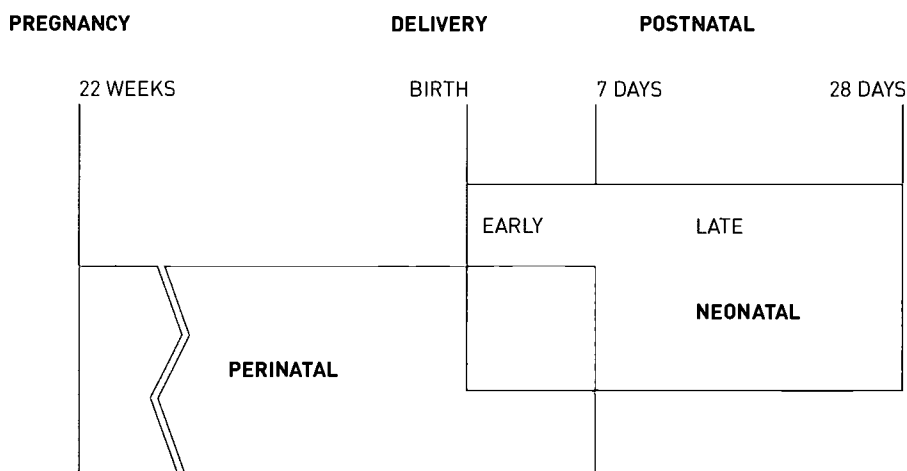 PREGNANCY DELIVERY POSTNATAL
22 WEEKS BIRTH 7 DAYS 28 DAYS
EARLY LATE
NEONATAL
PERINATAL